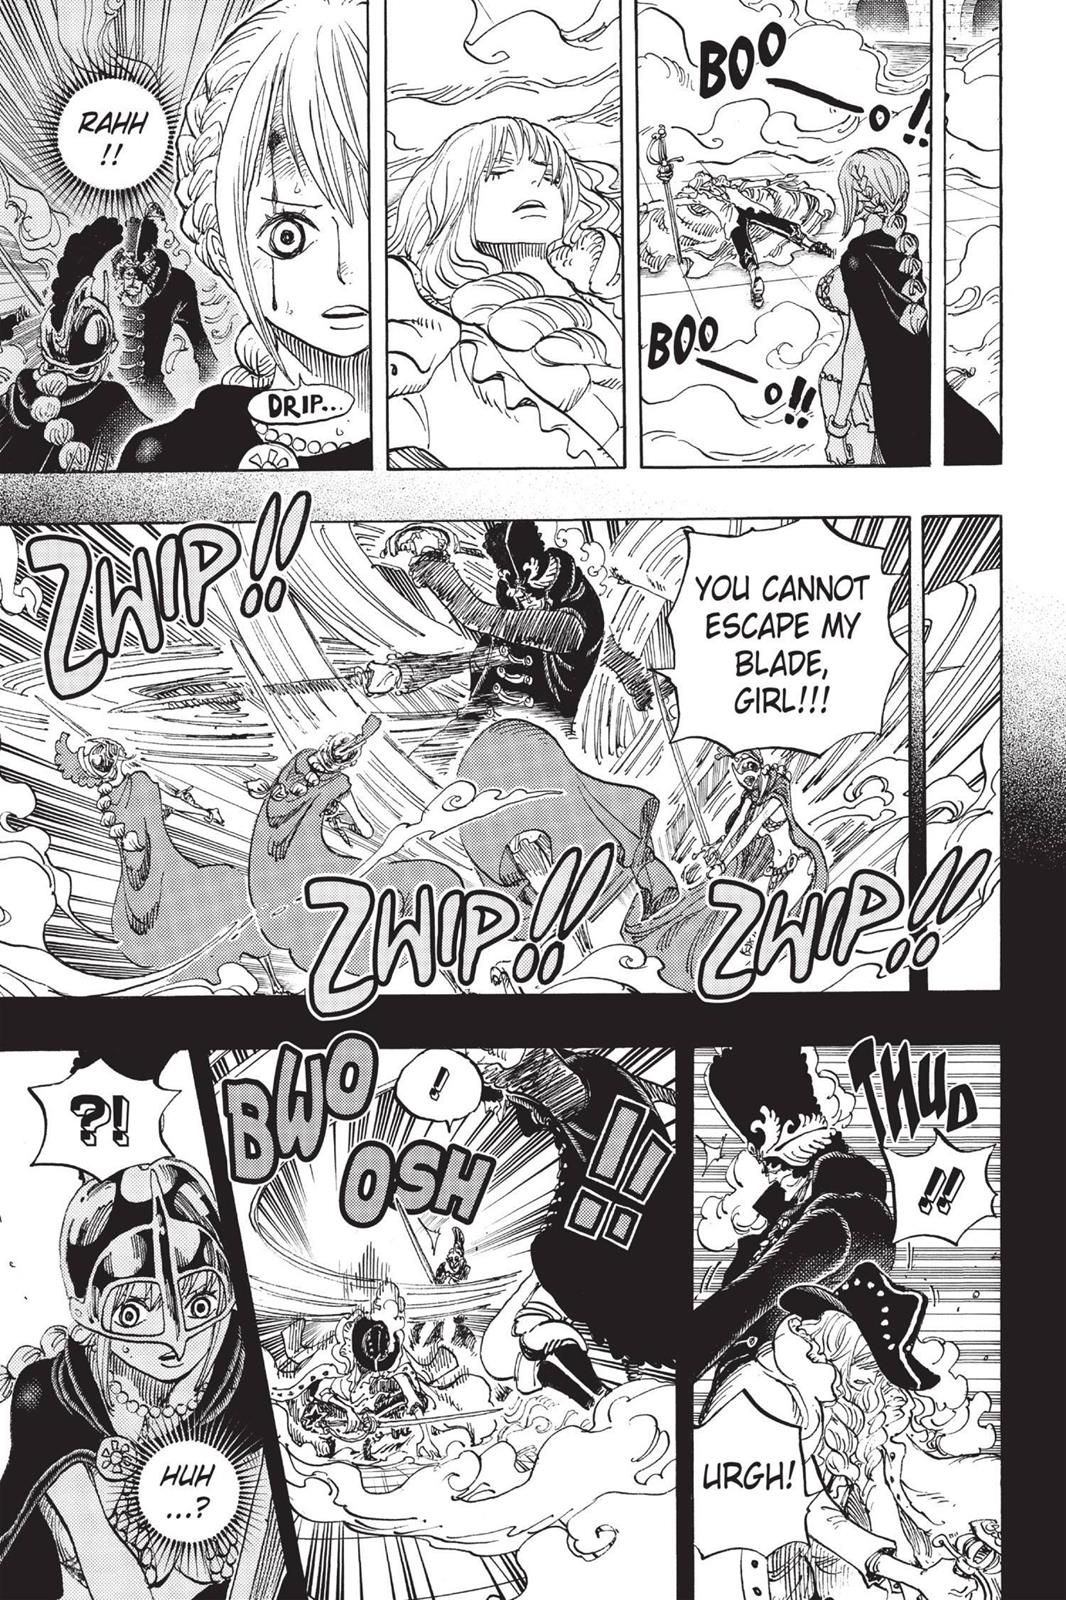 BOO
—o!!
BOO
—o!!
RAHH
!!
DRIP...
YOU CANNOT
ESCAPE MY
BLADE,
GIRL!!!
ZWIP!!
ZWIP!!
ZWIP!!
THUD
!!
URGH!
!
!!
BWO
OSH
?!
HUH
...?